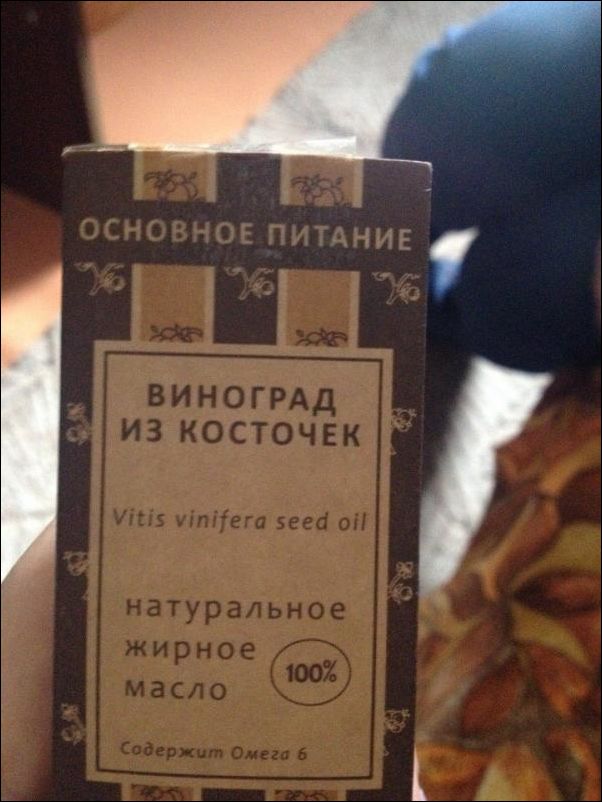 ОСНОВНОЕ ПИТАНИЕ
ВИНОГРАД
ИЗ КОСТОЧЕК
Vitis vinifera seed oil
натуральное
жирное
масло
100%
Содержит Омега 6